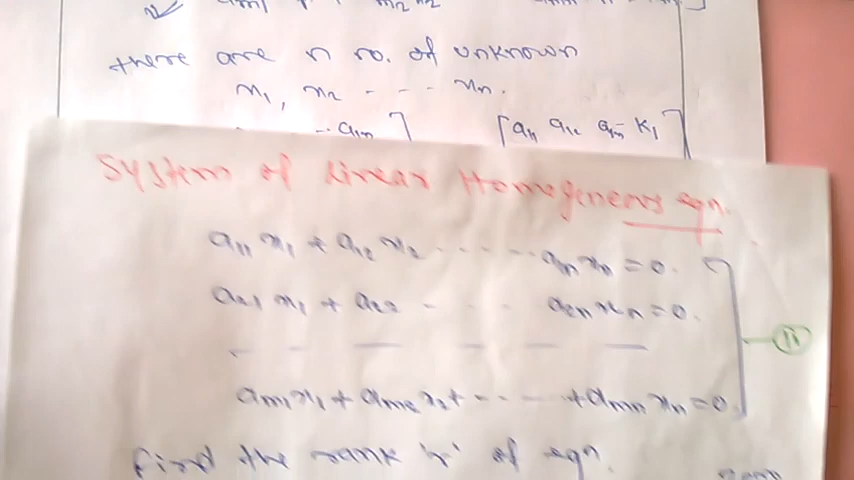 there are n no. of unknown
x₁, x₂ - - - xₙ.
- - a₁ₙ ] [a₁₁ a₁₂ a₁ₙ = K₁]
System of Linear Homogeneous eqn.
a₁₁ x₁ + a₁₂ x₂ - - - - - - a₁ₙ xₙ = 0.
a₂₁ x₁ + a₂₂ - - - a₂ₙ xₙ = 0.
(ii)
aₘ₁ x₁ + aₘ₂ x₂ + - - - - + aₘₙ xₙ = 0.
Find the rank 'r' of eqn.